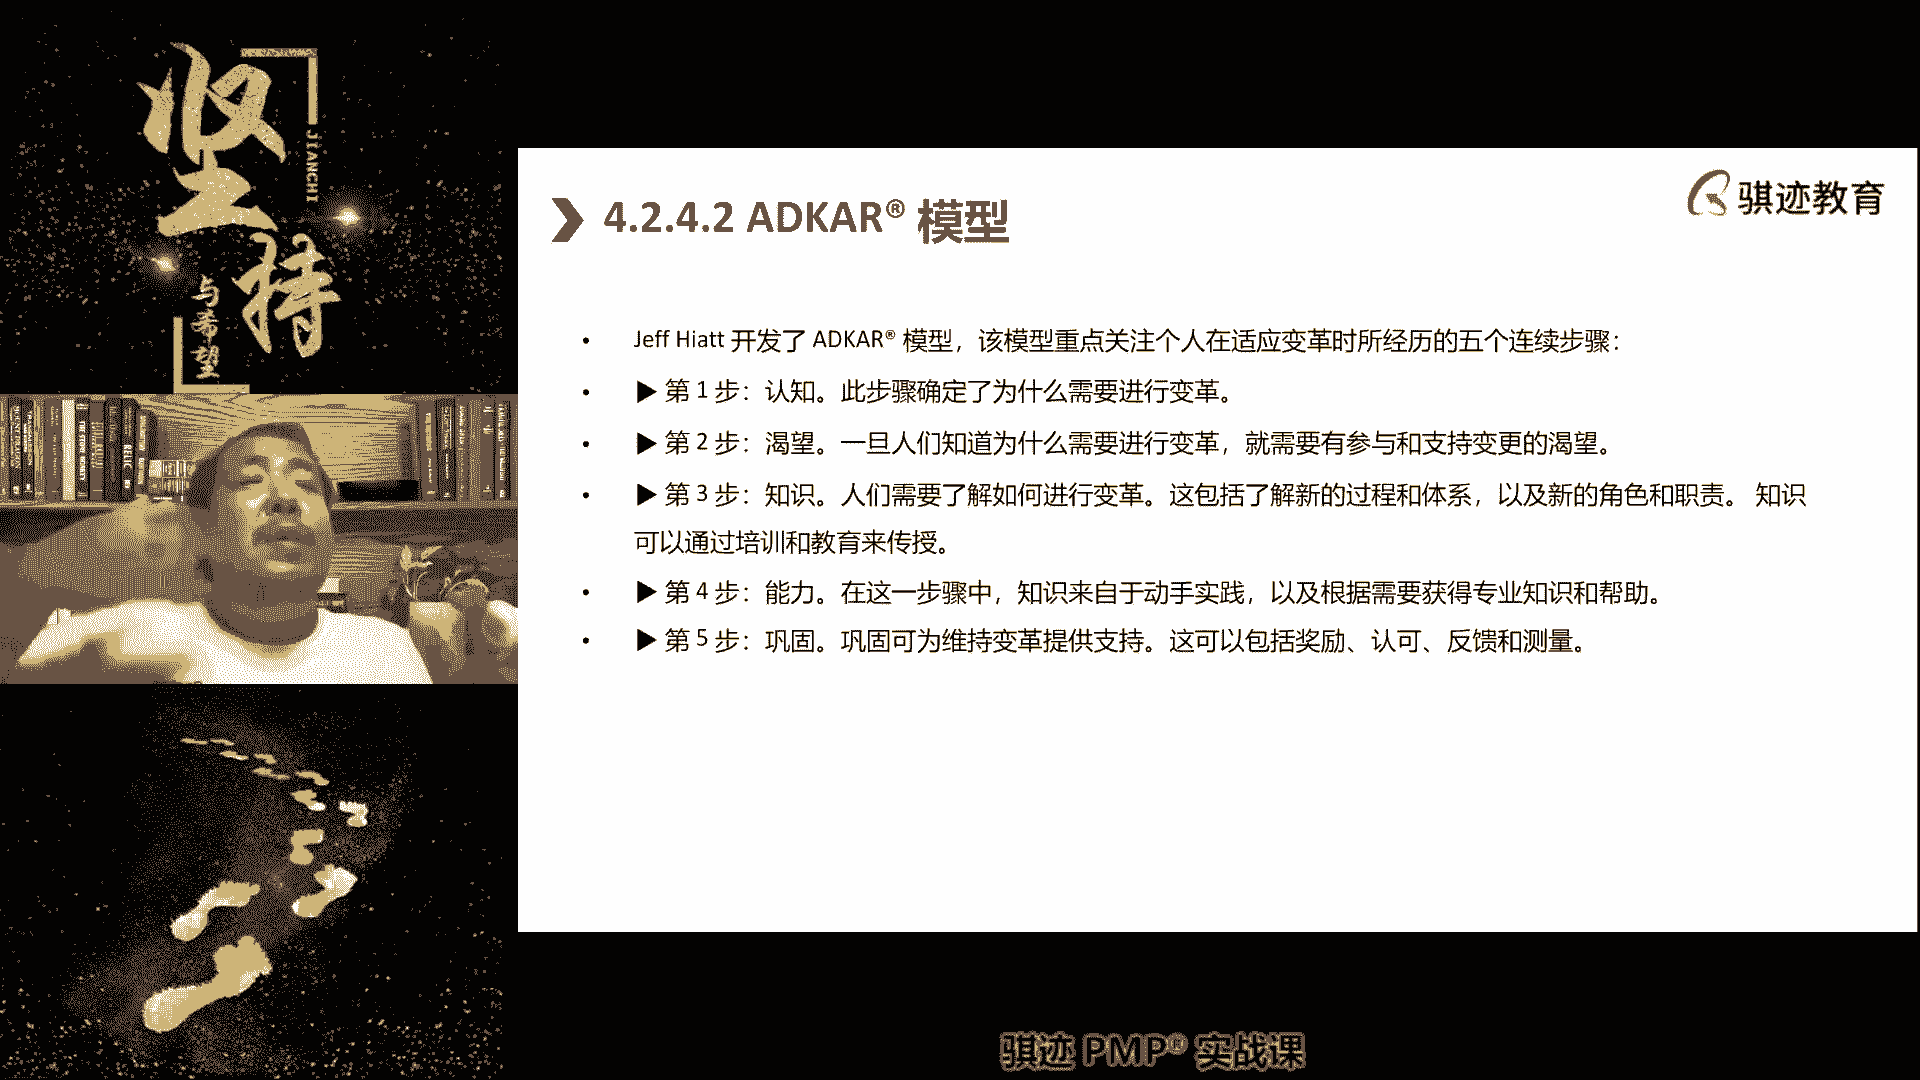 坚持
JIANCHI
与希望
骐迹教育
4.2.4.2 ADKAR® 模型
• Jeff Hiatt 开发了 ADKAR® 模型，该模型重点关注个人在适应变革时所经历的五个连续步骤：
• ▶ 第 1 步：认知。此步骤确定了为什么需要进行变革。
• ▶ 第 2 步：渴望。一旦人们知道为什么需要进行变革，就需要有参与和支持变更的渴望。
• ▶ 第 3 步：知识。人们需要了解如何进行变革。这包括了解新的过程和体系，以及新的角色和职责。 知识
可以通过培训和教育来传授。
• ▶ 第 4 步：能力。在这一步骤中，知识来自于动手实践，以及根据需要获得专业知识和帮助。
• ▶ 第 5 步：巩固。巩固可为维持变革提供支持。这可以包括奖励、认可、反馈和测量。
骐迹 PMP® 实战课